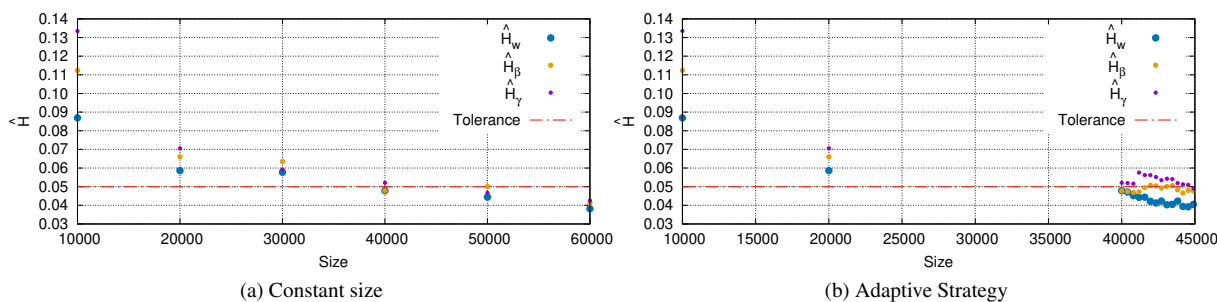 0.14
0.13
0.12
0.11
0.10
0.09
0.08
0.07
0.06
0.05
0.04
0.03
Ĥ
10000 20000 30000 40000 50000 60000
Size
Ĥw
Ĥβ
Ĥγ
Tolerance
(a) Constant size
0.14
0.13
0.12
0.11
0.10
0.09
0.08
0.07
0.06
0.05
0.04
0.03
Ĥ
10000 15000 20000 25000 30000 35000 40000 45000
Size
Ĥw
Ĥβ
Ĥγ
Tolerance
(b) Adaptive Strategy